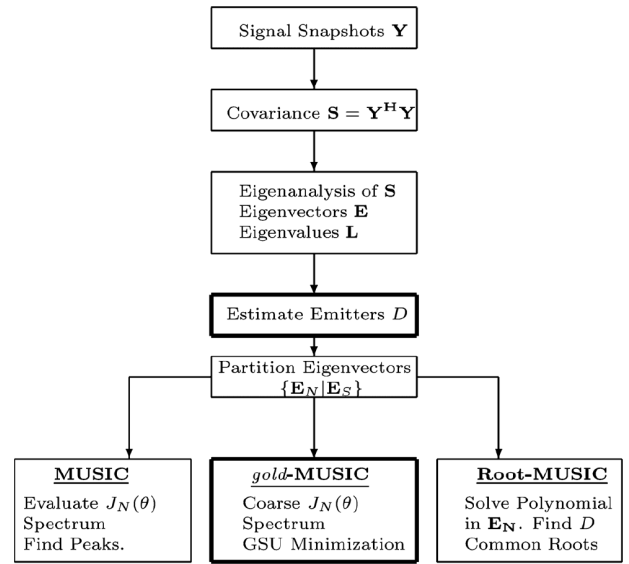 Signal Snapshots Y
Covariance S = Y^H Y
Eigenanalysis of S
Eigenvectors E
Eigenvalues L
Estimate Emitters D
Partition Eigenvectors
{E_N|E_S}
MUSIC
Evaluate J_N(θ)
Spectrum
Find Peaks.
gold-MUSIC
Coarse J_N(θ)
Spectrum
GSU Minimization
Root-MUSIC
Solve Polynomial
in E_N. Find D
Common Roots